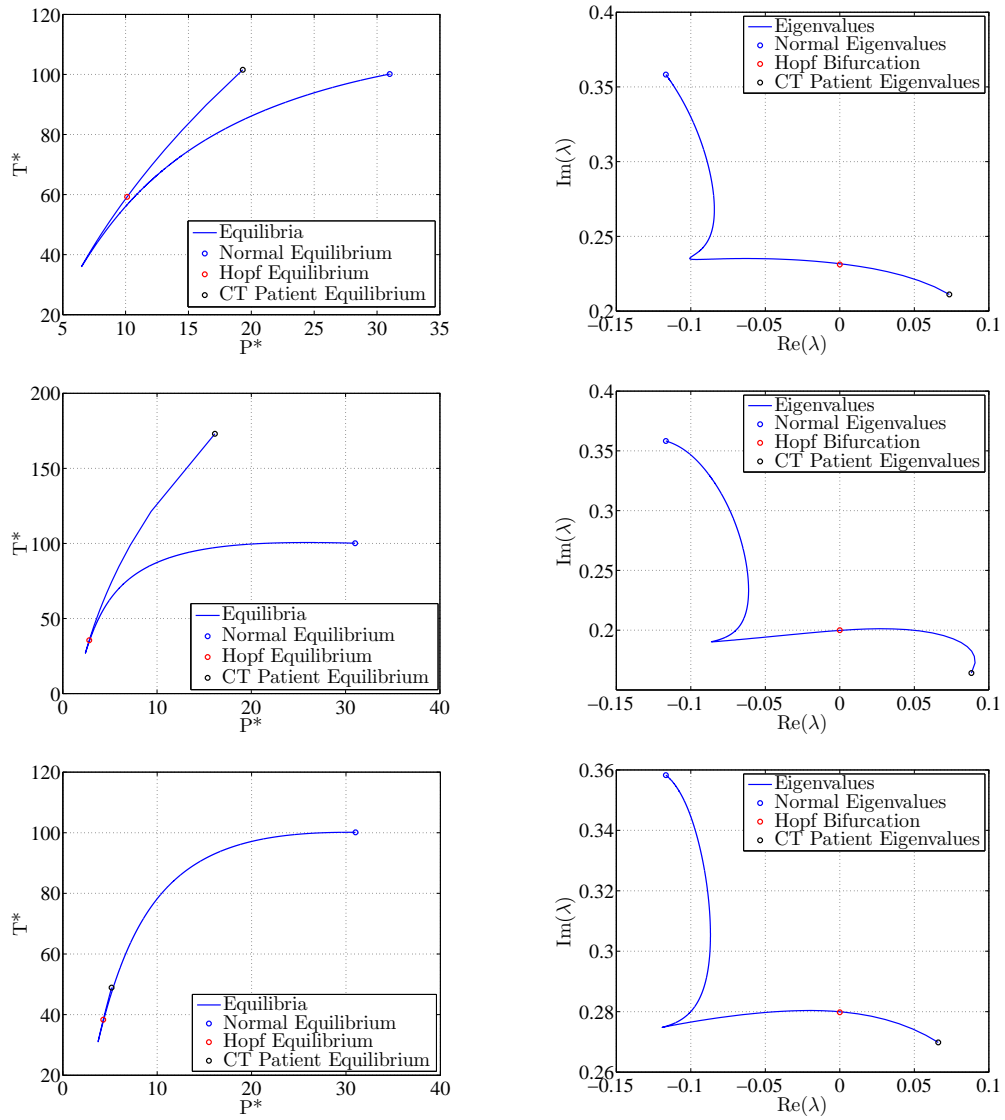 120
100
80
60
40
20
T*
5
10
15
20
25
30
35
P*
Equilibria
Normal Equilibrium
Hopf Equilibrium
CT Patient Equilibrium
0.4
0.35
0.3
0.25
0.2
Im(λ)
−0.15
−0.1
−0.05
0
0.05
0.1
Re(λ)
Eigenvalues
Normal Eigenvalues
Hopf Bifurcation
CT Patient Eigenvalues
200
150
100
50
0
T*
0
10
20
30
40
P*
Equilibria
Normal Equilibrium
Hopf Equilibrium
CT Patient Equilibrium
0.4
0.35
0.3
0.25
0.2
Im(λ)
−0.15
−0.1
−0.05
0
0.05
0.1
Re(λ)
Eigenvalues
Normal Eigenvalues
Hopf Bifurcation
CT Patient Eigenvalues
120
100
80
60
40
20
T*
0
10
20
30
40
P*
Equilibria
Normal Equilibrium
Hopf Equilibrium
CT Patient Equilibrium
0.36
0.34
0.32
0.3
0.28
0.26
Im(λ)
−0.15
−0.1
−0.05
0
0.05
0.1
Re(λ)
Eigenvalues
Normal Eigenvalues
Hopf Bifurcation
CT Patient Eigenvalues